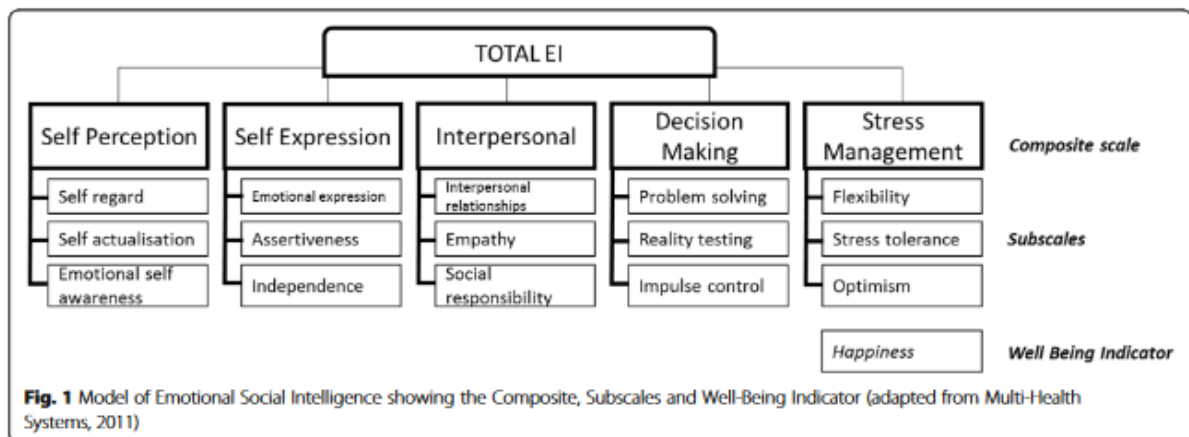 TOTAL EI
Self Perception
Self Expression
Interpersonal
Decision
Making
Stress
Management
Composite scale
Self regard
Emotional expression
Interpersonal
relationships
Problem solving
Flexibility
Self actualisation
Assertiveness
Empathy
Reality testing
Stress tolerance
Subscales
Emotional self
awareness
Independence
Social
responsibility
Impulse control
Optimism
Happiness
Well Being Indicator
Fig. 1 Model of Emotional Social Intelligence showing the Composite, Subscales and Well-Being Indicator (adapted from Multi-Health
Systems, 2011)